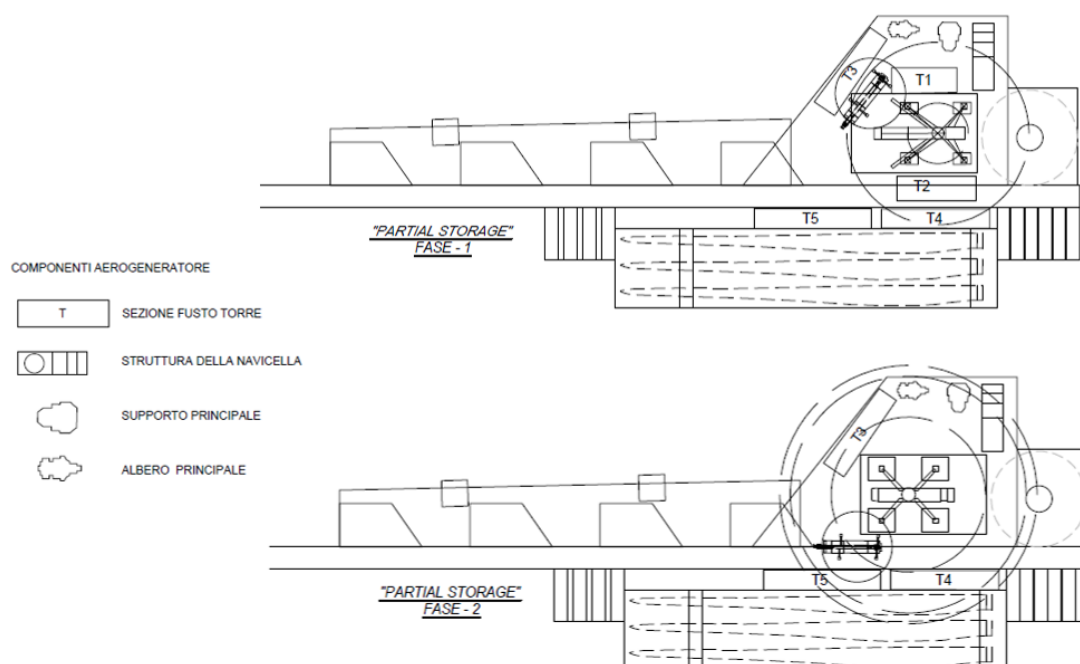 T3
T1
T2
T5
T4
"PARTIAL STORAGE"
FASE - 1
COMPONENTI AEROGENERATORE
T
SEZIONE FUSTO TORRE
STRUTTURA DELLA NAVICELLA
SUPPORTO PRINCIPALE
ALBERO PRINCIPALE
T3
T5
T4
"PARTIAL STORAGE"
FASE - 2